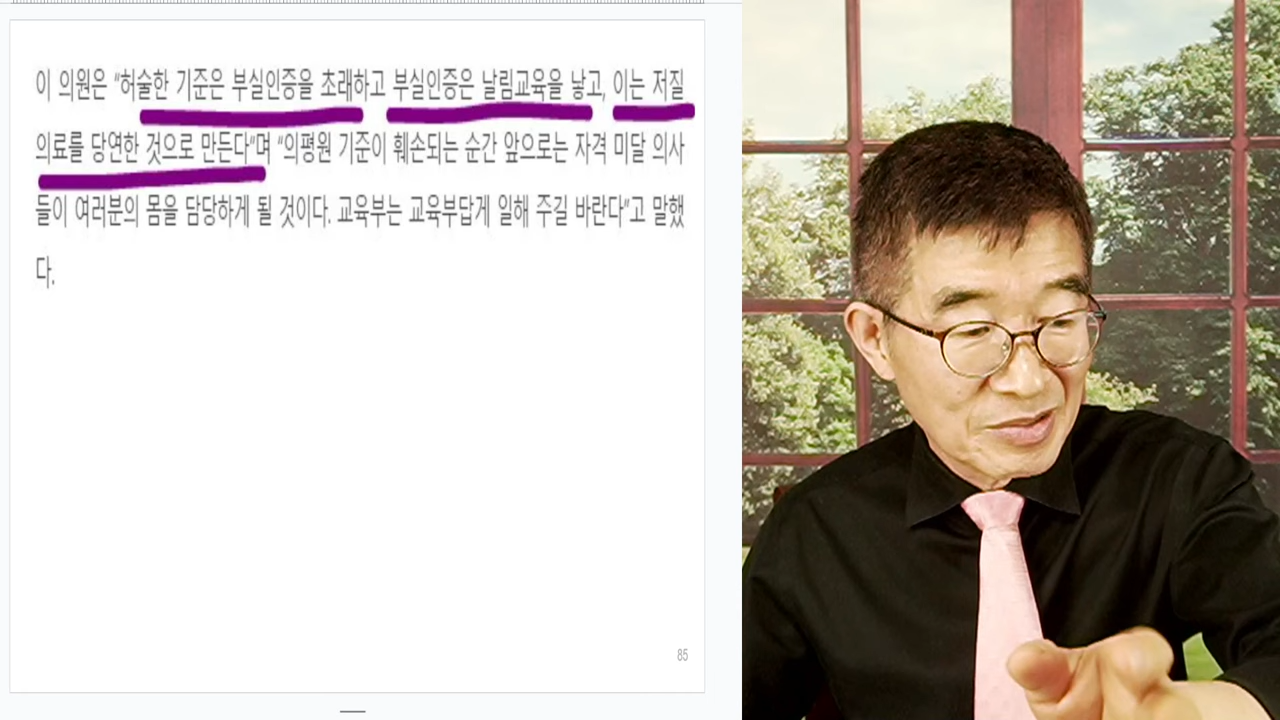 이 의원은 "허술한 기준은 부실인증을 초래하고 부실인증은 날림교육을 낳고, 이는 저질
의료를 당연한 것으로 만든다"며 "의평원 기준이 훼손되는 순간 앞으로는 자격 미달 의사
들이 여러분의 몸을 담당하게 될 것이다. 교육부는 교육부답게 일해 주길 바란다"고 말했
다.
85